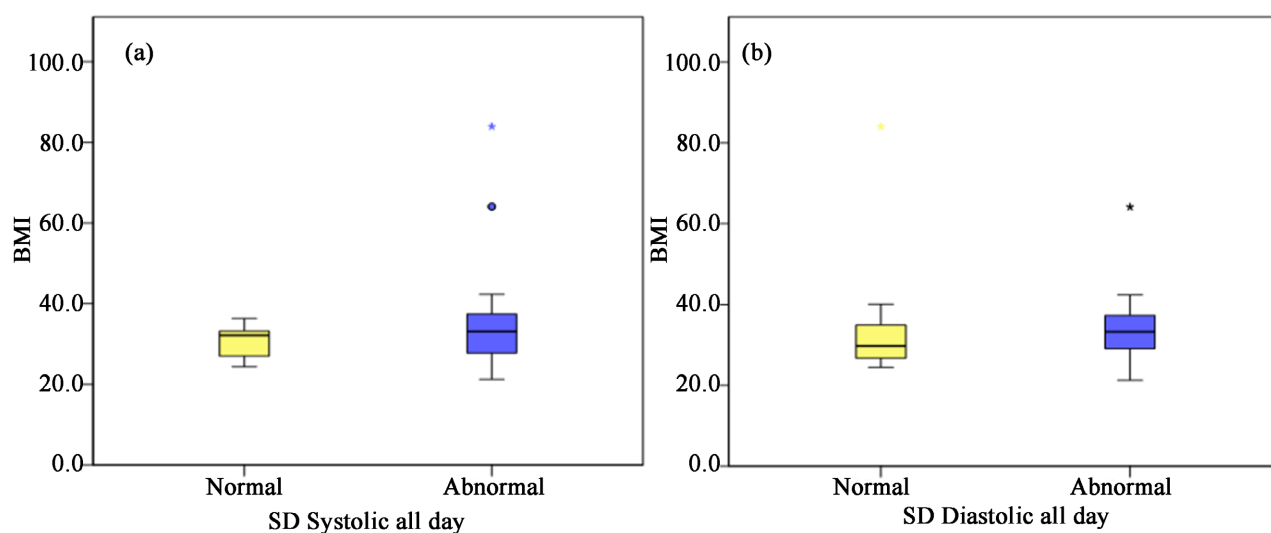 (a)
100.0
80.0
60.0
40.0
20.0
0.0
BMI
Normal Abnormal
SD Systolic all day
(b)
100.0
80.0
60.0
40.0
20.0
0.0
BMI
Normal Abnormal
SD Diastolic all day